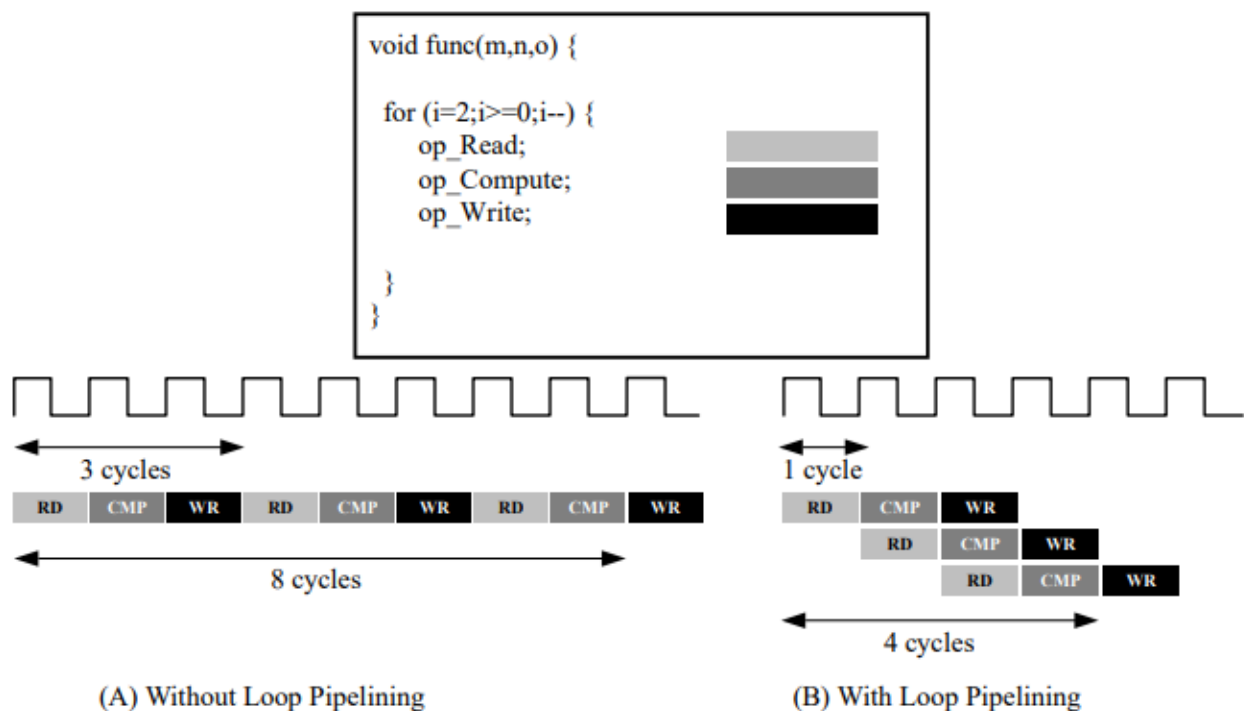 void func(m,n,o) {
for (i=2;i>=0;i--) {
op_Read;
op_Compute;
op_Write;
}
}
3 cycles
RD CMP WR RD CMP WR RD CMP WR
8 cycles
(A) Without Loop Pipelining
1 cycle
RD CMP WR
RD CMP WR
RD CMP WR
4 cycles
(B) With Loop Pipelining